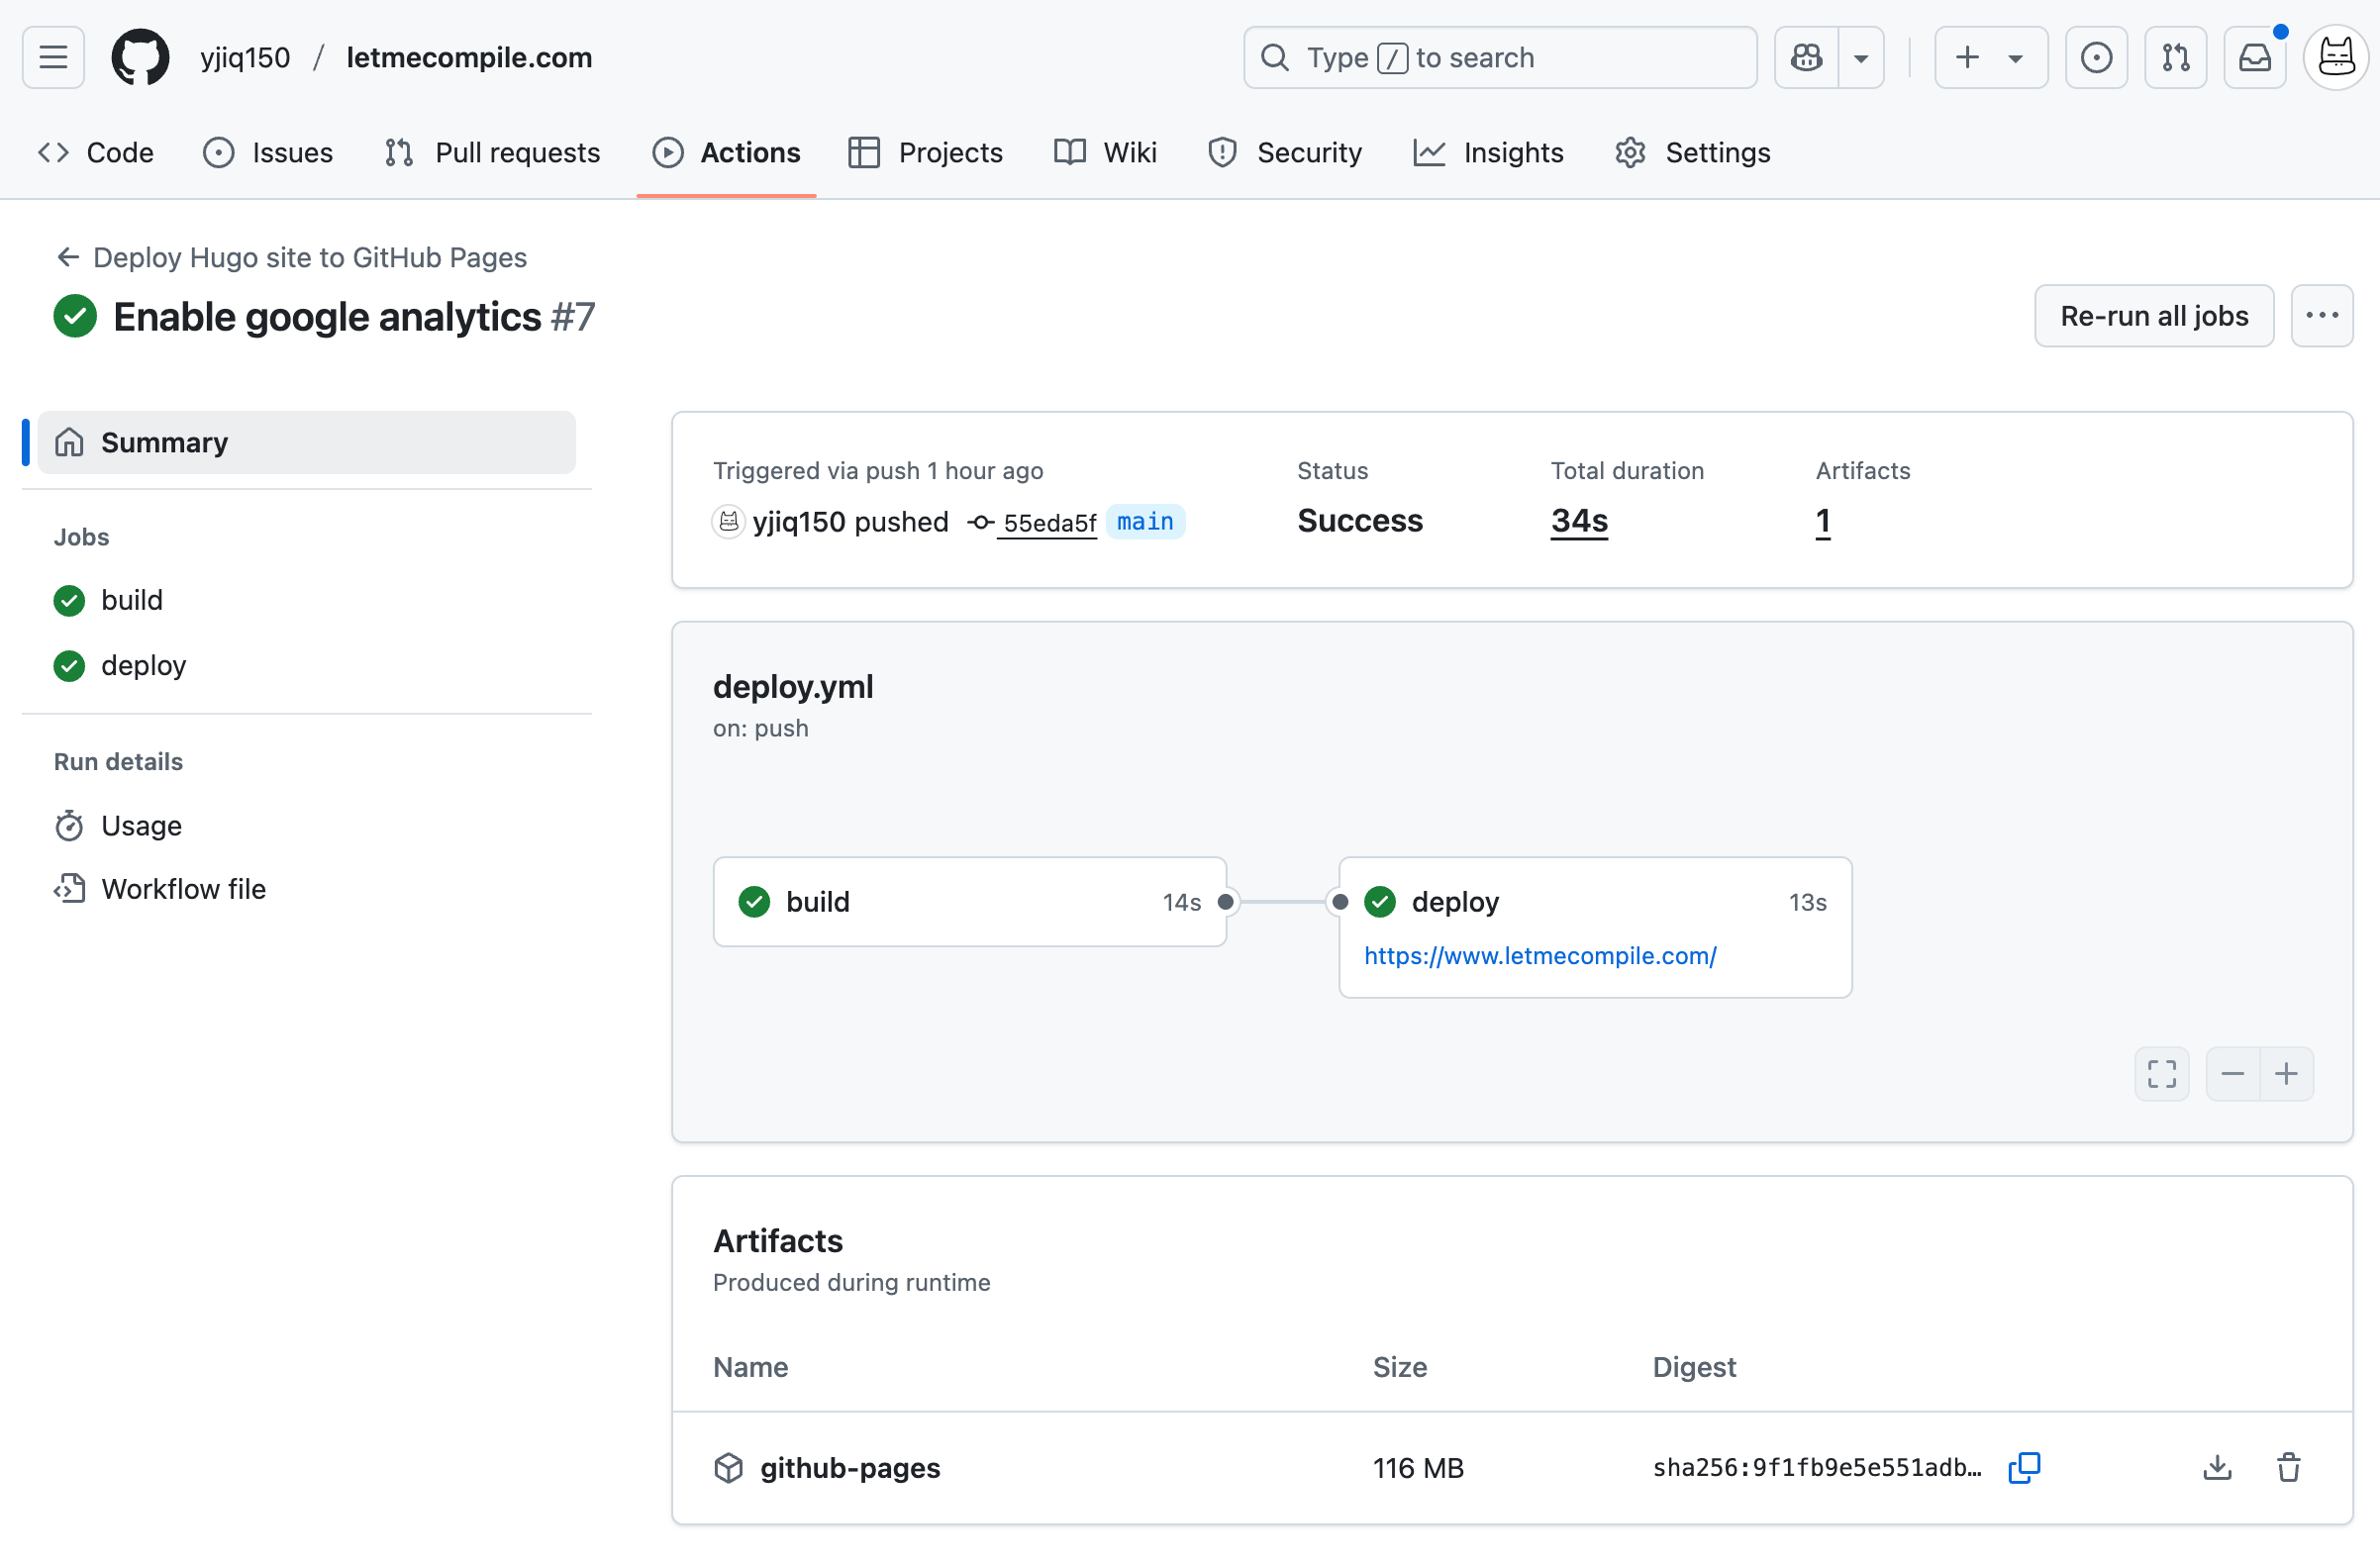 yjiq150 / letmecompile.com
Type / to search
Code Issues Pull requests Actions Projects Wiki Security Insights Settings
Deploy Hugo site to GitHub Pages
Enable google analytics #7
Re-run all jobs
Summary
Jobs
build
deploy
Run details
Usage
Workflow file
Triggered via push 1 hour ago
yjiq150 pushed 55eda5f main
Status
Success
Total duration
34s
Artifacts
1
deploy.yml
on: push
build 14s
deploy 13s
https://www.letmecompile.com/
Artifacts
Produced during runtime
Name Size Digest
github-pages 116 MB sha256:9f1fb9e5e551adb…